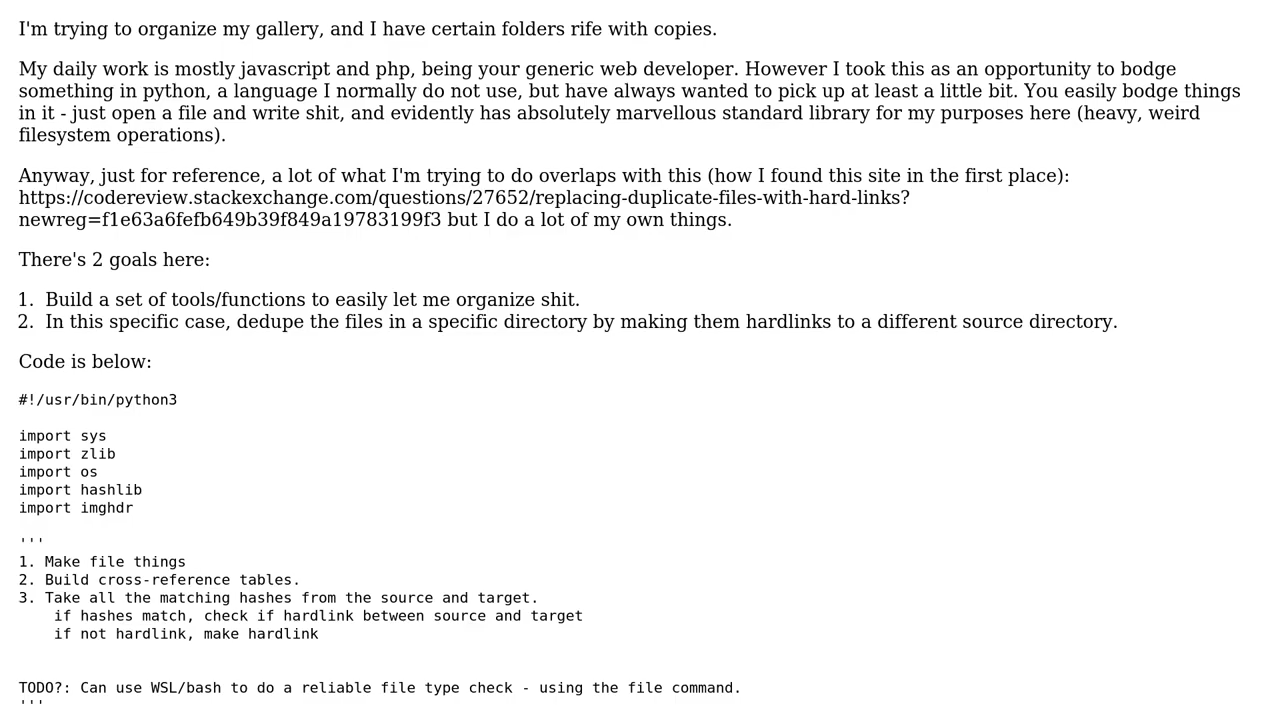 I'm trying to organize my gallery, and I have certain folders rife with copies.
My daily work is mostly javascript and php, being your generic web developer. However I took this as an opportunity to bodge
something in python, a language I normally do not use, but have always wanted to pick up at least a little bit. You easily bodge things
in it - just open a file and write shit, and evidently has absolutely marvellous standard library for my purposes here (heavy, weird
filesystem operations).
Anyway, just for reference, a lot of what I'm trying to do overlaps with this (how I found this site in the first place):
https://codereview.stackexchange.com/questions/27652/replacing-duplicate-files-with-hard-links?
newreg=f1e63a6fefb649b39f849a19783199f3 but I do a lot of my own things.
There's 2 goals here:
1. Build a set of tools/functions to easily let me organize shit.
2. In this specific case, dedupe the files in a specific directory by making them hardlinks to a different source directory.
Code is below:
#!/usr/bin/python3
import sys
import zlib
import os
import hashlib
import imghdr
'''
1. Make file things
2. Build cross-reference tables.
3. Take all the matching hashes from the source and target.
    if hashes match, check if hardlink between source and target
    if not hardlink, make hardlink
TODO?: Can use WSL/bash to do a reliable file type check - using the file command.
'''